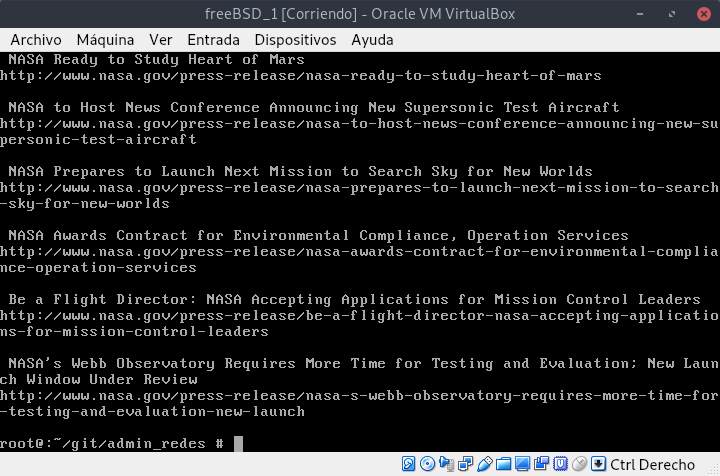 freeBSD_1 [Corriendo] - Oracle VM VirtualBox
Archivo Máquina Ver Entrada Dispositivos Ayuda
NASA Ready to Study Heart of Mars
http://www.nasa.gov/press-release/nasa-ready-to-study-heart-of-mars
NASA to Host News Conference Announcing New Supersonic Test Aircraft
http://www.nasa.gov/press-release/nasa-to-host-news-conference-announcing-new-su
personic-test-aircraft
NASA Prepares to Launch Next Mission to Search Sky for New Worlds
http://www.nasa.gov/press-release/nasa-prepares-to-launch-next-mission-to-search
-sky-for-new-worlds
NASA Awards Contract for Environmental Compliance, Operation Services
http://www.nasa.gov/press-release/nasa-awards-contract-for-environmental-complia
nce-operation-services
Be a Flight Director: NASA Accepting Applications for Mission Control Leaders
http://www.nasa.gov/press-release/be-a-flight-director-nasa-accepting-applicatio
ns-for-mission-control-leaders
NASA's Webb Observatory Requires More Time for Testing and Evaluation; New Laun
ch Window Under Review
http://www.nasa.gov/press-release/nasa-s-webb-observatory-requires-more-time-for
-testing-and-evaluation-new-launch
root@:~/git/admin_redes #
Ctrl Derecho